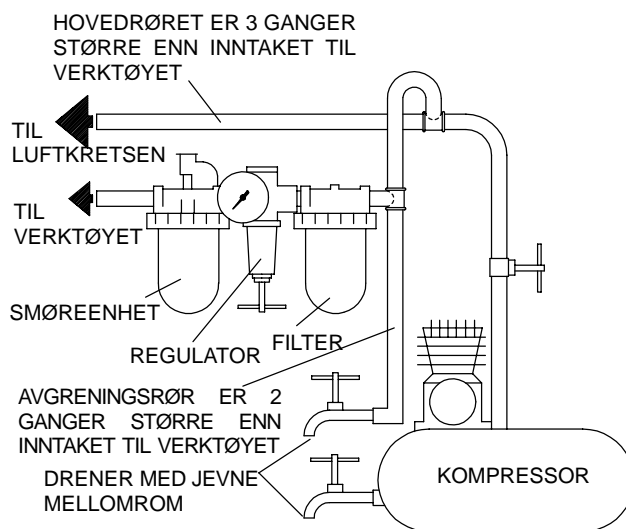 HOVEDRØRET ER 3 GANGER
STØRRE ENN INNTAKET TIL
VERKTØYET
TIL
LUFTKRETSEN
TIL
VERKTØYET
SMØREENHET
REGULATOR
FILTER
AVGRENINGSRØR ER 2
GANGER STØRRE ENN
INNTAKET TIL VERKTØYET
DRENER MED JEVNE
MELLOMROM
KOMPRESSOR